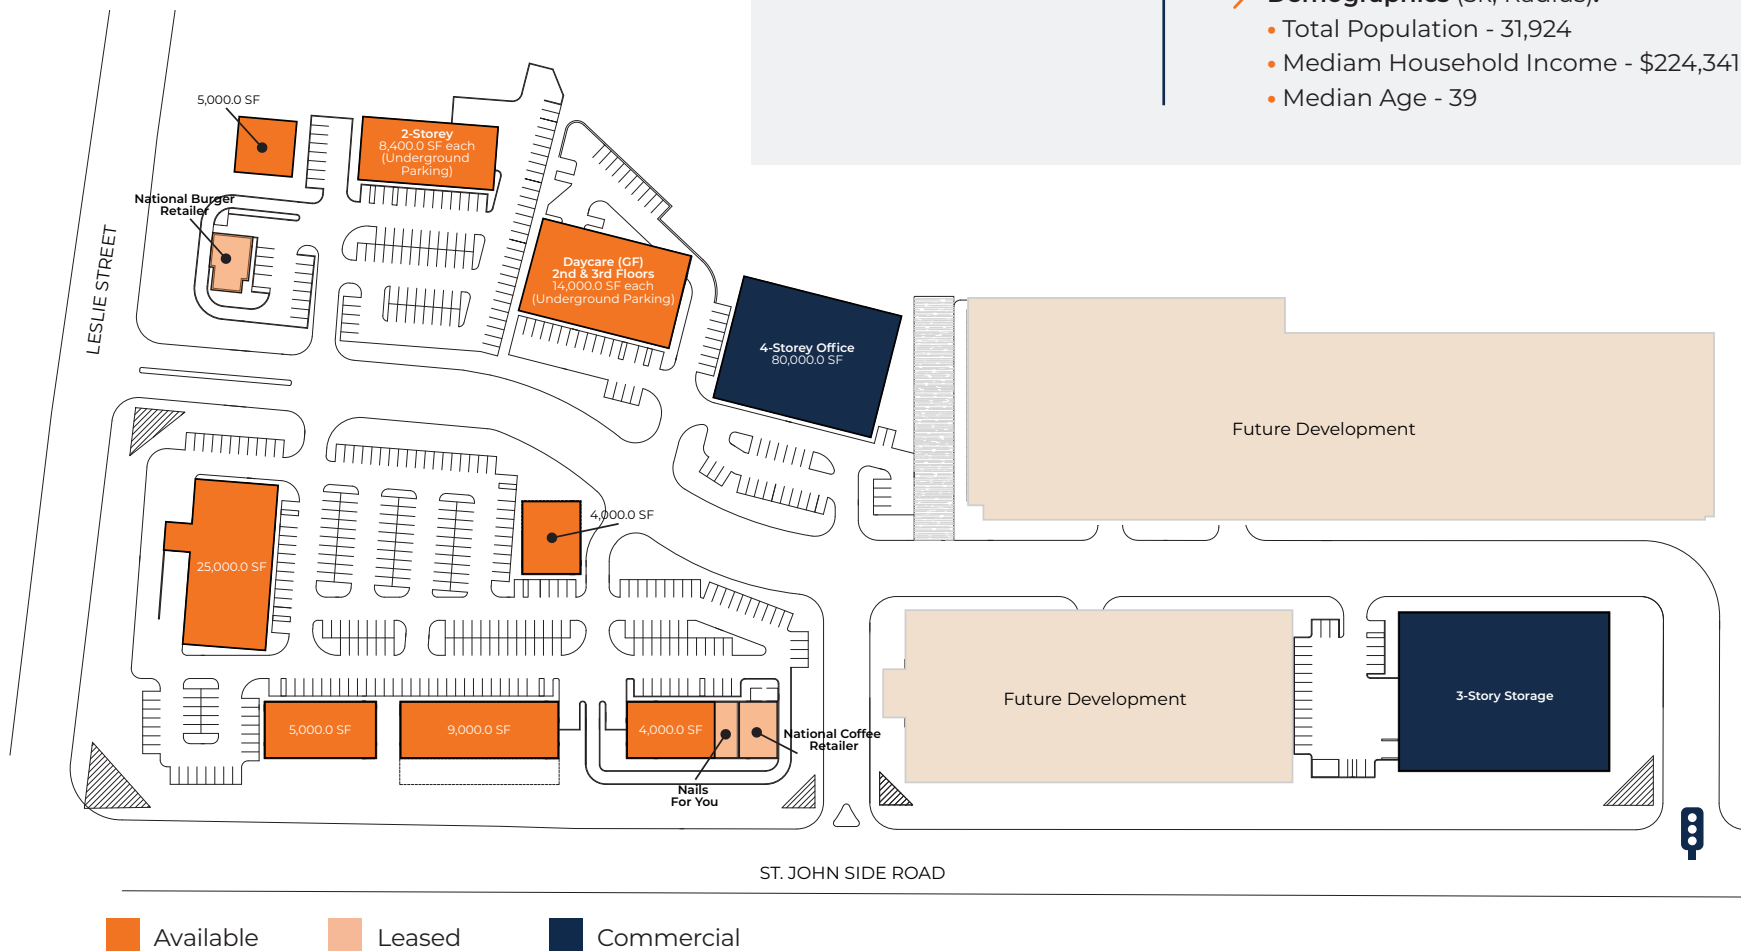 • Total Population - 31,924
• Mediam Household Income - $224,341
• Median Age - 39
5,000.0 SF
2-Storey
8,400.0 SF each
(Underground
Parking)
National Burger
Retailer
LESLIE STREET
Daycare (GF)
2nd & 3rd Floors
14,000.0 SF each
(Underground Parking)
4-Storey Office
80,000.0 SF
Future Development
4,000.0 SF
25,000.0 SF
Future Development
3-Story Storage
5,000.0 SF
9,000.0 SF
4,000.0 SF
National Coffee
Retailer
Nails
For You
ST. JOHN SIDE ROAD
Available
Leased
Commercial